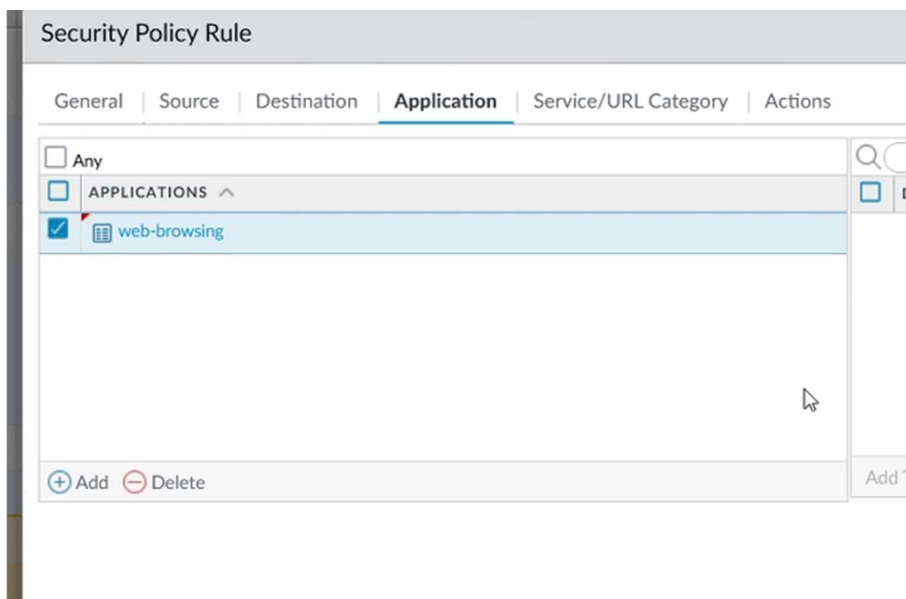 Security Policy Rule
General Source Destination Application Service/URL Category Actions
Any
APPLICATIONS
web-browsing
Add Delete
Add